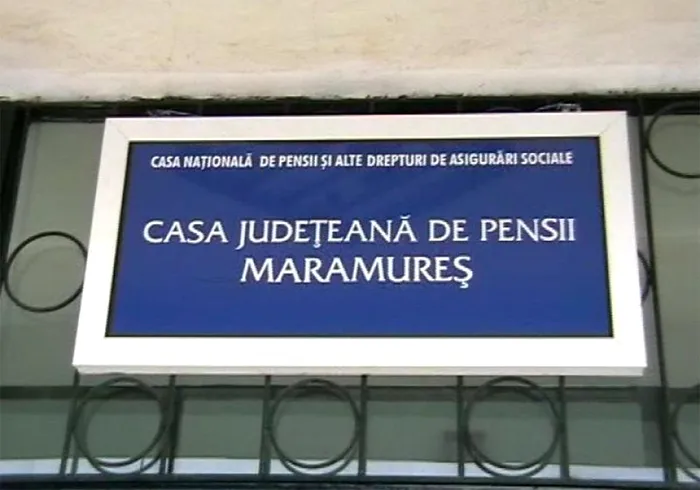 CASA NAŢIONALĂ DE PENSII ŞI ALTE DREPTURI DE ASIGURĂRI SOCIALE
CASA JUDEŢEANĂ DE PENSII
MARAMUREŞ